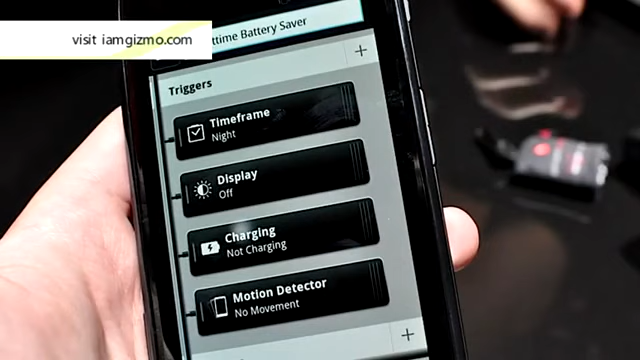 visit iamgizmo.com
ttime Battery Saver
Triggers
Timeframe
Night
Display
Off
Charging
Not Charging
Motion Detector
No Movement